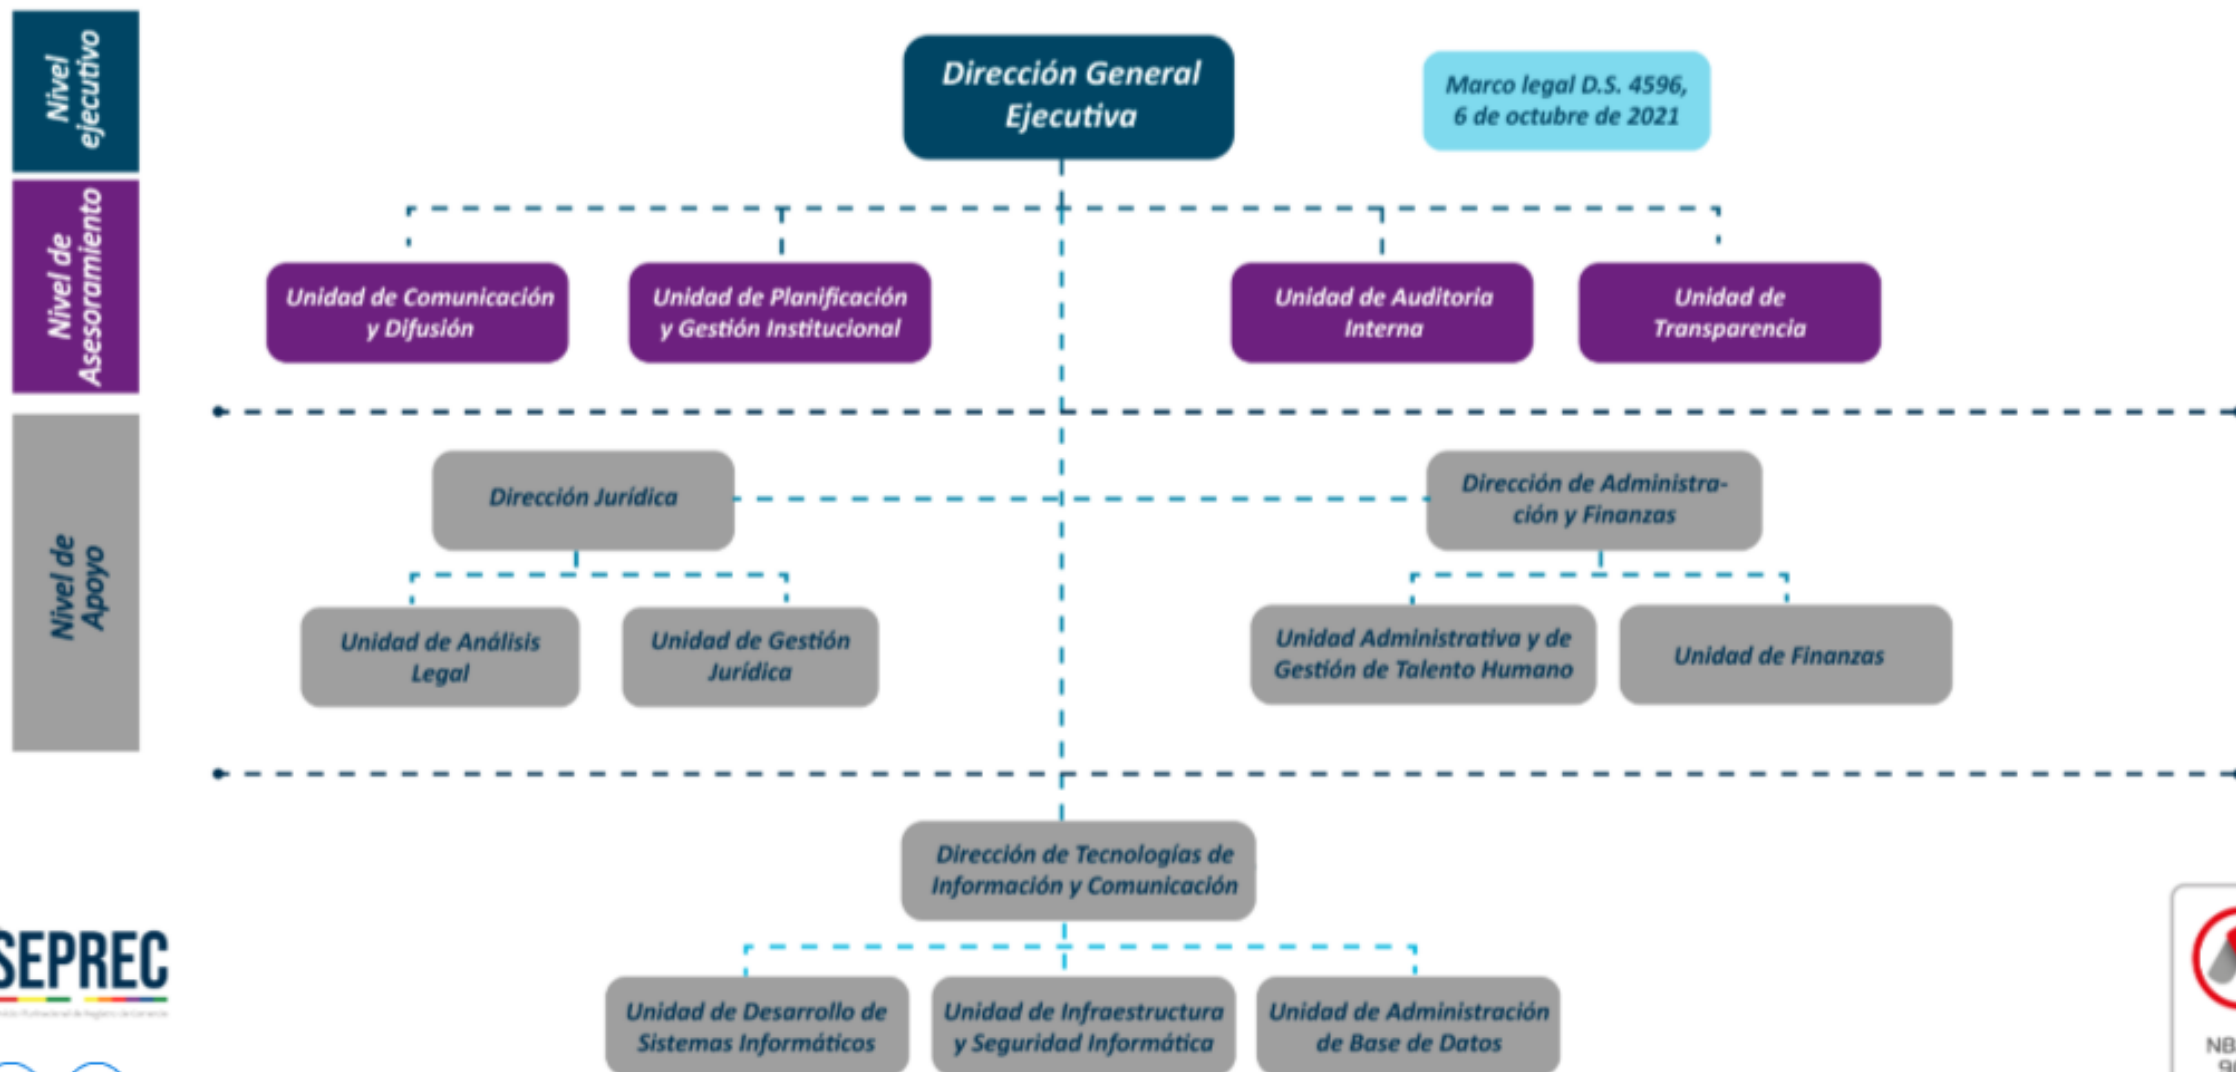 Nivel
ejecutivo
Dirección General
Ejecutiva
Marco legal D.S. 4596,
6 de octubre de 2021
Nivel de
Asesoramiento
Unidad de Comunicación
y Difusión
Unidad de Planificación
y Gestión Institucional
Unidad de Auditoria
Interna
Unidad de
Transparencia
Nivel de
Apoyo
Dirección Jurídica
Dirección de Administra-
ción y Finanzas
Unidad de Análisis
Legal
Unidad de Gestión
Jurídica
Unidad Administrativa y de
Gestión de Talento Humano
Unidad de Finanzas
Dirección de Tecnologías de
Información y Comunicación
Unidad de Desarrollo de
Sistemas Informáticos
Unidad de Infraestructura
y Seguridad Informática
Unidad de Administración
de Base de Datos
SEPREC
NB